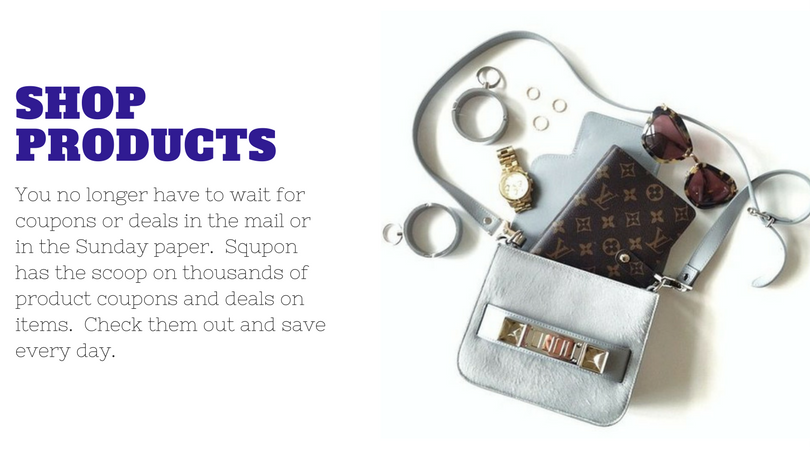 SHOP
PRODUCTS
You no longer have to wait for
coupons or deals in the mail or
in the Sunday paper.  Squpon
has the scoop on thousands of
product coupons and deals on
items.  Check them out and save
every day.